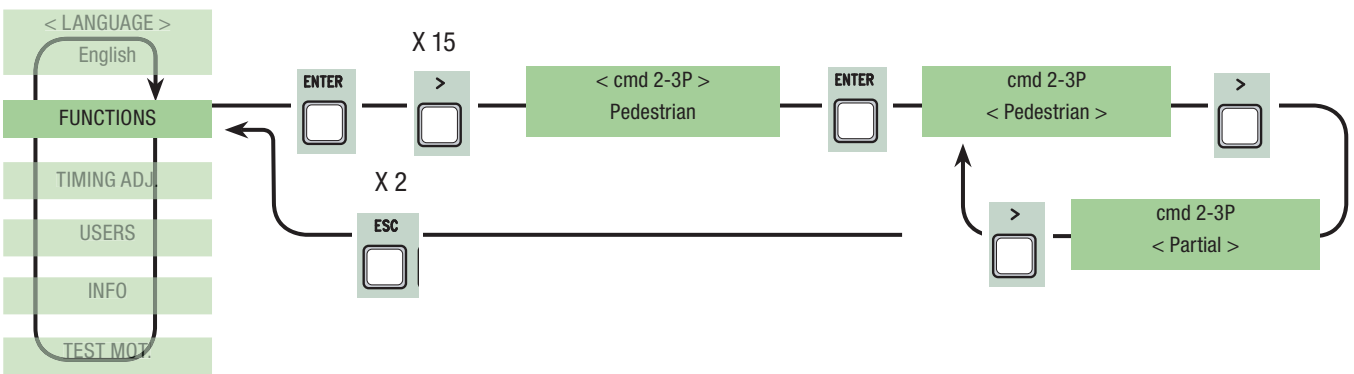 < LANGUAGE >
English
FUNCTIONS
TIMING ADJ.
USERS
INFO
TEST MOT.
ENTER
X 15
>
< cmd 2-3P >
Pedestrian
ENTER
cmd 2-3P
< Pedestrian >
>
cmd 2-3P
< Partial >
>
X 2
ESC